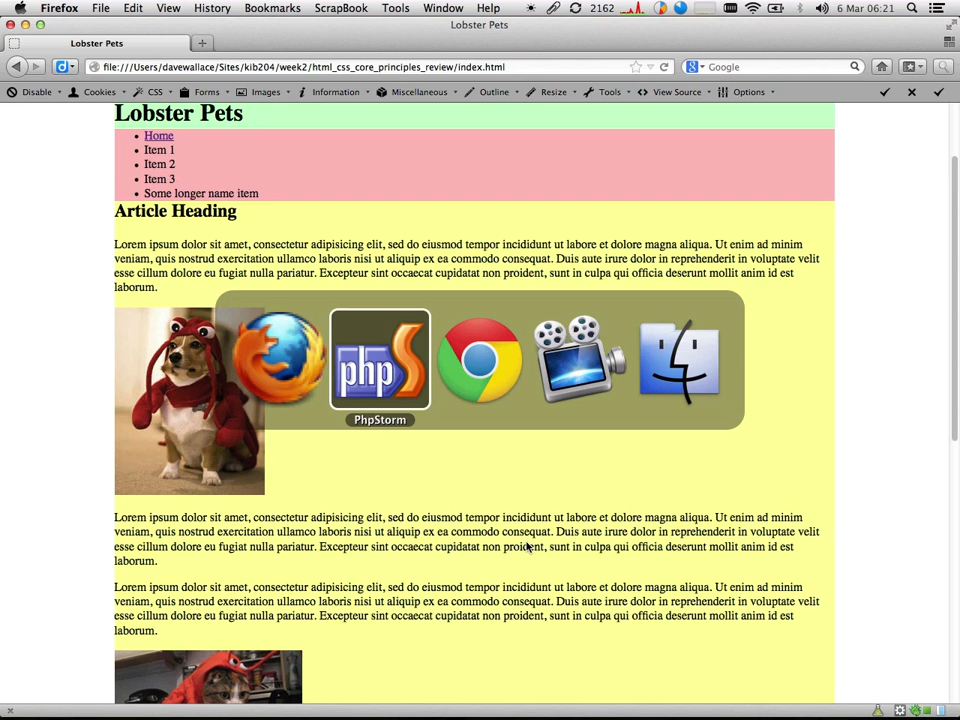 Firefox File Edit View History Bookmarks ScrapBook Tools Window Help 2162 6 Mar 06:21
Lobster Pets
Lobster Pets
file:///Users/davewallace/Sites/kib204/week2/html_css_core_principles_review/index.html Google
Disable Cookies CSS Forms Images Information Miscellaneous Outline Resize Tools View Source Options
Lobster Pets
Home
Item 1
Item 2
Item 3
Some longer name item
Article Heading
Lorem ipsum dolor sit amet, consectetur adipisicing elit, sed do eiusmod tempor incididunt ut labore et dolore magna aliqua. Ut enim ad minim
veniam, quis nostrud exercitation ullamco laboris nisi ut aliquip ex ea commodo consequat. Duis aute irure dolor in reprehenderit in voluptate velit
esse cillum dolore eu fugiat nulla pariatur. Excepteur sint occaecat cupidatat non proident, sunt in culpa qui officia deserunt mollit anim id est
laborum.
php S
PhpStorm
Lorem ipsum dolor sit amet, consectetur adipisicing elit, sed do eiusmod tempor incididunt ut labore et dolore magna aliqua. Ut enim ad minim
veniam, quis nostrud exercitation ullamco laboris nisi ut aliquip ex ea commodo consequat. Duis aute irure dolor in reprehenderit in voluptate velit
esse cillum dolore eu fugiat nulla pariatur. Excepteur sint occaecat cupidatat non proident, sunt in culpa qui officia deserunt mollit anim id est
laborum.
Lorem ipsum dolor sit amet, consectetur adipisicing elit, sed do eiusmod tempor incididunt ut labore et dolore magna aliqua. Ut enim ad minim
veniam, quis nostrud exercitation ullamco laboris nisi ut aliquip ex ea commodo consequat. Duis aute irure dolor in reprehenderit in voluptate velit
esse cillum dolore eu fugiat nulla pariatur. Excepteur sint occaecat cupidatat non proident, sunt in culpa qui officia deserunt mollit anim id est
laborum.